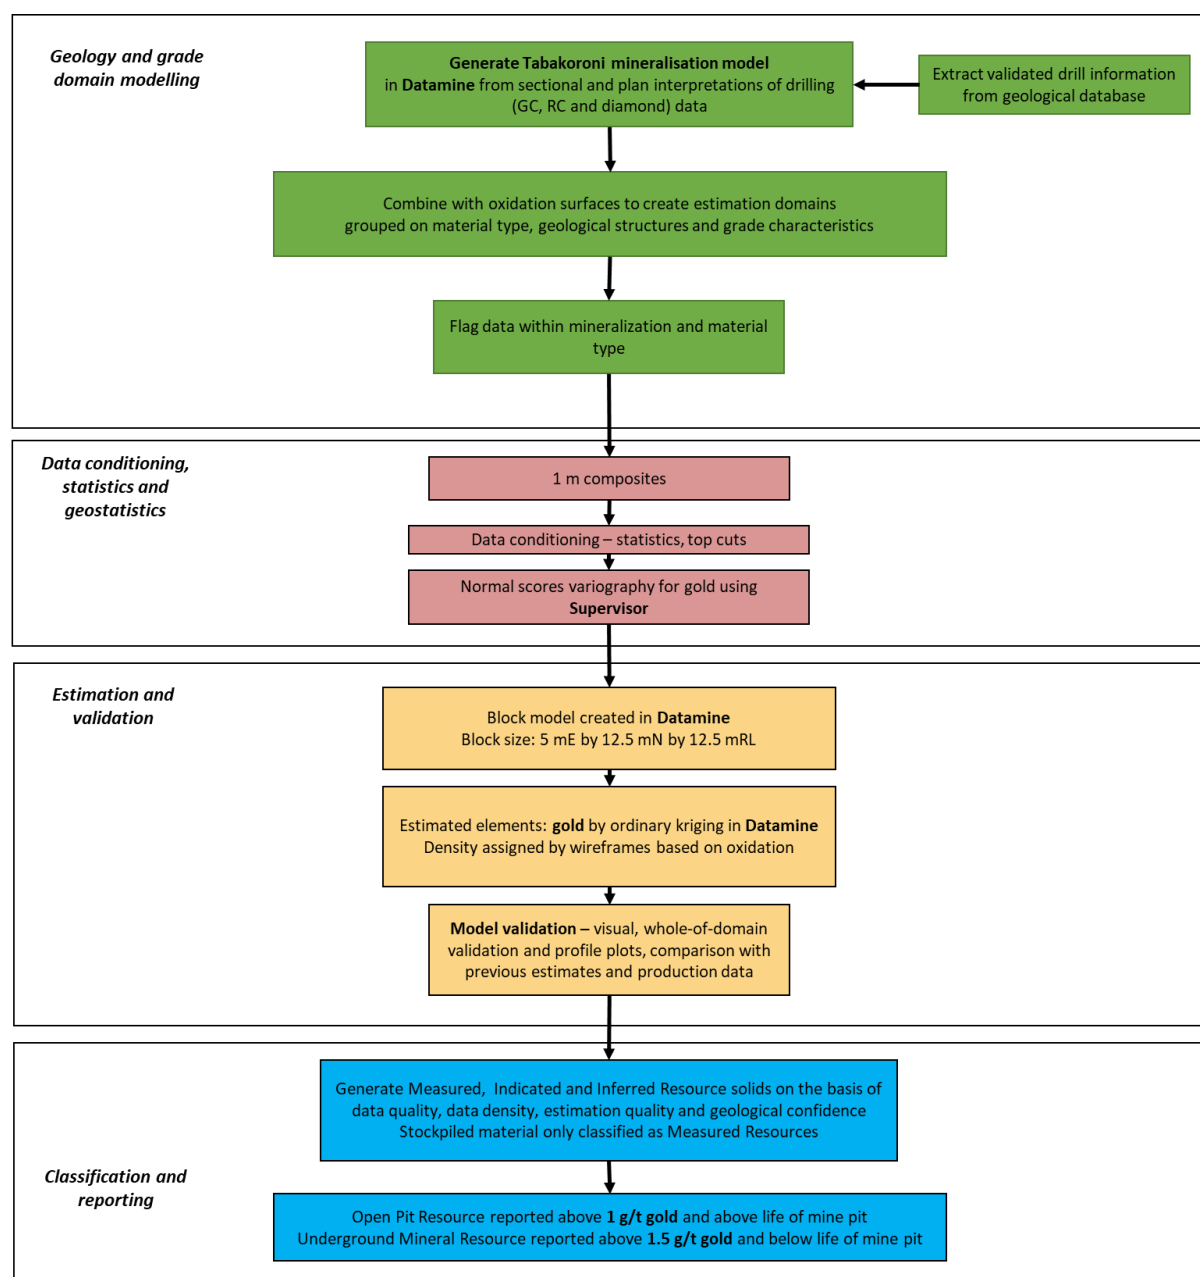 Geology and grade
domain modelling
Generate Tabakoroni mineralisation model
in Datamine from sectional and plan interpretations of drilling
(GC, RC and diamond) data
Extract validated drill information
from geological database
Combine with oxidation surfaces to create estimation domains
grouped on material type, geological structures and grade characteristics
Flag data within mineralization and material
type
Data conditioning,
statistics and
geostatistics
1 m composites
Data conditioning – statistics, top cuts
Normal scores variography for gold using
Supervisor
Estimation and
validation
Block model created in Datamine
Block size: 5 mE by 12.5 mN by 12.5 mRL
Estimated elements: gold by ordinary kriging in Datamine
Density assigned by wireframes based on oxidation
Model validation – visual, whole-of-domain
validation and profile plots, comparison with
previous estimates and production data
Classification and
reporting
Generate Measured, Indicated and Inferred Resource solids on the basis of
data quality, data density, estimation quality and geological confidence
Stockpiled material only classified as Measured Resources
Open Pit Resource reported above 1 g/t gold and above life of mine pit
Underground Mineral Resource reported above 1.5 g/t gold and below life of mine pit